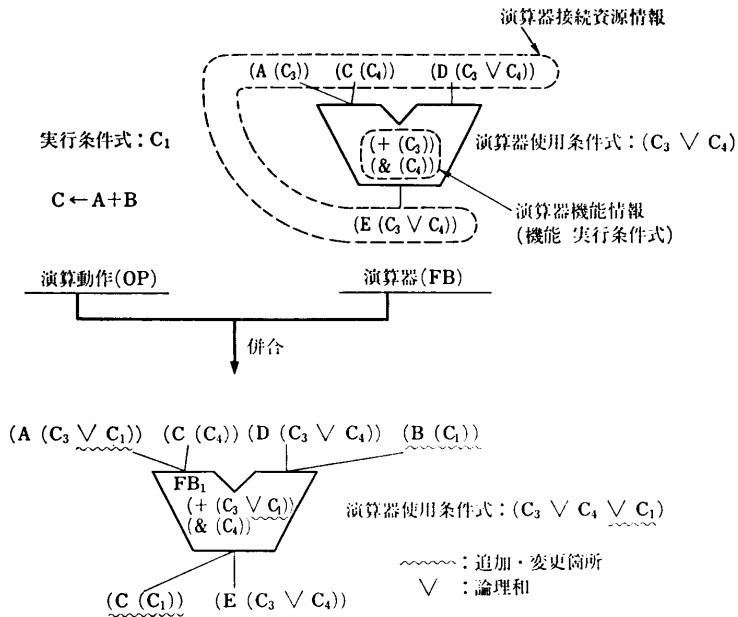 演算器接続資源情報
(A (C₃)) (C (C₄)) (D (C₃ ∨ C₄))
実行条件式：C₁
(+ (C₃))
(& (C₄))
演算器使用条件式：(C₃ ∨ C₄)
C←A+B
(E (C₃ ∨ C₄))
演算器機能情報
(機能 実行条件式)
演算動作(OP)
演算器(FB)
併合
(A (C₃ ∨ C₁)) (C (C₄)) (D (C₃ ∨ C₄)) (B (C₁))
FB₁
(+ (C₃ ∨ C₁))
(& (C₄))
演算器使用条件式：(C₃ ∨ C₄ ∨ C₁)
：追加・変更箇所
∨ ：論理和
(C (C₁)) (E (C₃ ∨ C₄))